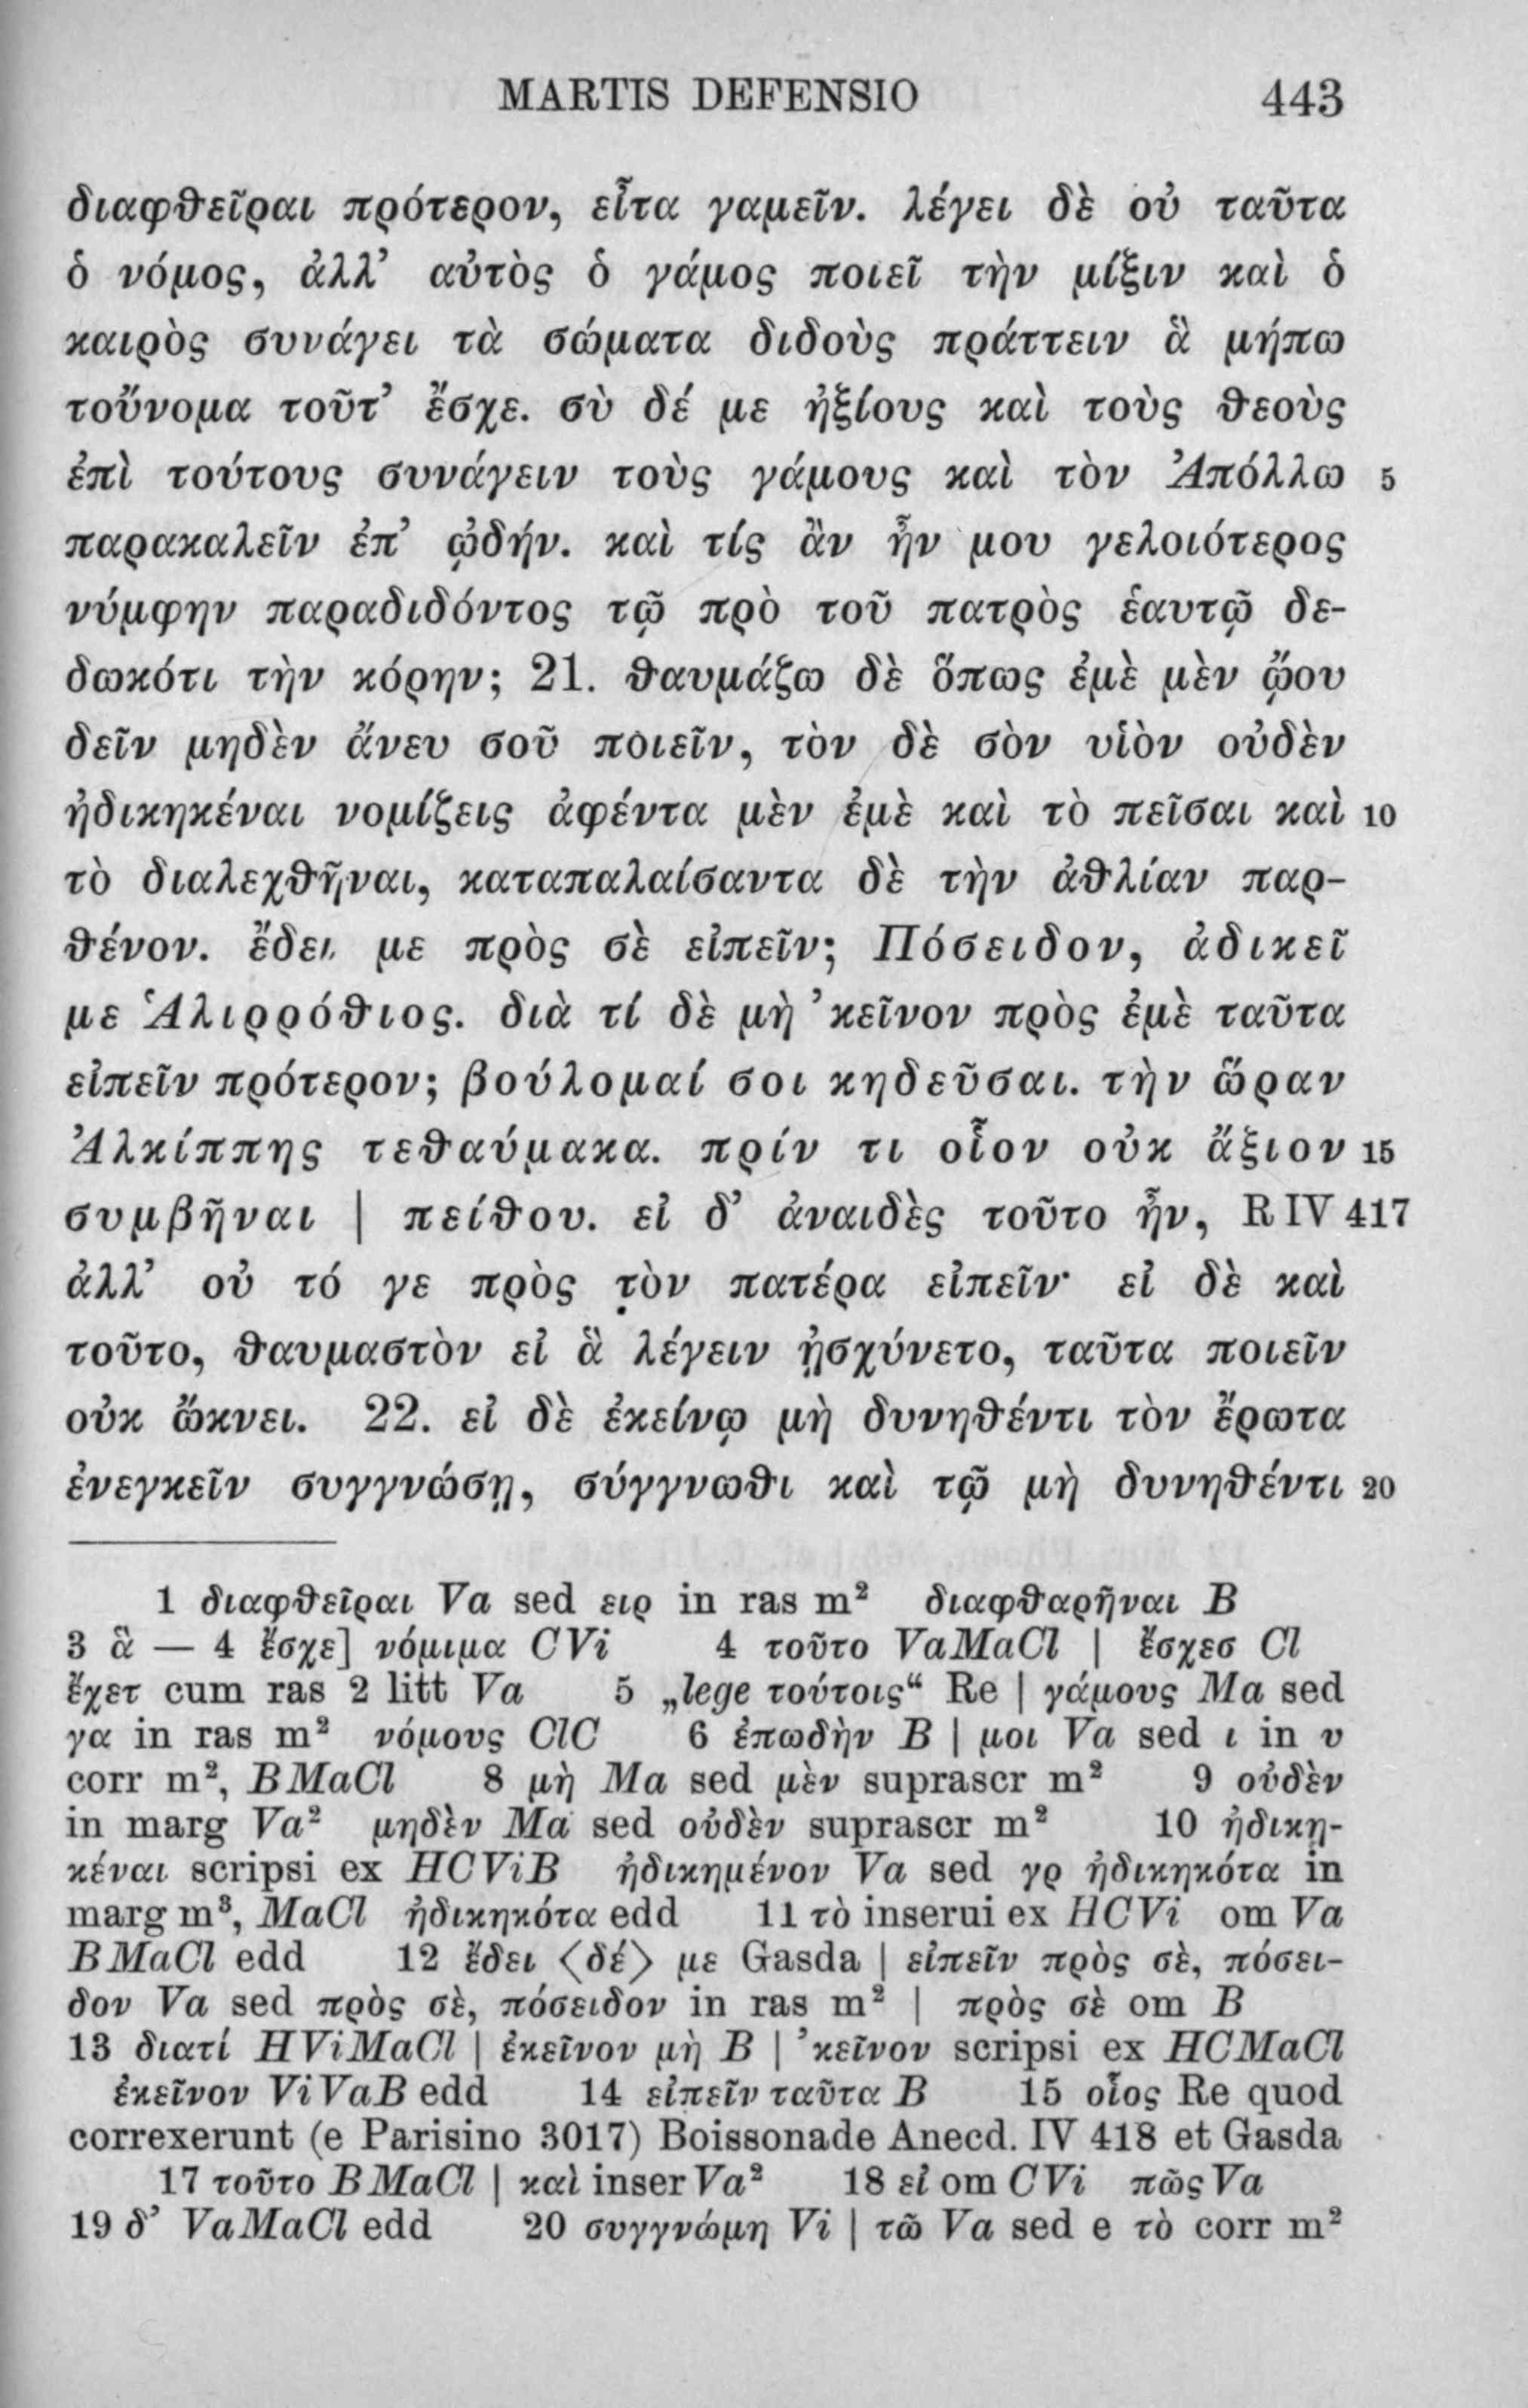 MARTIS DEFENSIO 443
διαφθεῖραι πρότερον, εἶτα γαμεῖν. λέγει δὲ οὐ ταῦτα
ὁ νόμος, ἀλλ’ αὐτὸς ὁ γάμος ποιεῖ τὴν μίξιν καὶ ὁ
καιρὸς συνάγει τὰ σώματα διδοὺς πράττειν ἃ μήπω
τοὔνομα τοῦτ’ ἔσχε. σὺ δέ με ἠξίους καὶ τοὺς θεοὺς
ἐπὶ τούτους συνάγειν τοὺς γάμους καὶ τὸν Ἀπόλλω 5
παρακαλεῖν ἐπ’ ᾠδήν. καὶ τίς ἂν ἦν μου γελοιότερος
νύμφην παραδιδόντος τῷ πρὸ τοῦ πατρὸς ἑαυτῷ δε-
δωκότι τὴν κόρην; 21. θαυμάζω δὲ ὅπως ἐμὲ μὲν ᾤου
δεῖν μηδὲν ἄνευ σοῦ ποιεῖν, τὸν δὲ σὸν υἱὸν οὐδὲν
ἠδικηκέναι νομίζεις ἀφέντα μὲν ἐμὲ καὶ τὸ πεῖσαι καὶ 10
τὸ διαλεχθῆναι, καταπαλαίσαντα δὲ τὴν ἀθλίαν παρ-
θένον. ἔδει με πρὸς σὲ εἰπεῖν; Πόσειδον, ἀδικεῖ
με Ἁλιρρόθιος. διὰ τί δὲ μὴ ’κεῖνον πρὸς ἐμὲ ταῦτα
εἰπεῖν πρότερον; βούλομαί σοι κηδεῦσαι. τὴν ὥραν
Ἀλκίππης τεθαύμακα. πρίν τι οἷον οὐκ ἄξιον 15
συμβῆναι | πείθου. εἰ δ’ ἀναιδὲς τοῦτο ἦν, R IV 417
ἀλλ’ οὐ τό γε πρὸς τὸν πατέρα εἰπεῖν· εἰ δὲ καὶ
τοῦτο, θαυμαστὸν εἰ ἃ λέγειν ᾐσχύνετο, ταῦτα ποιεῖν
οὐκ ὤκνει. 22. εἰ δὲ ἐκείνῳ μὴ δυνηθέντι τὸν ἔρωτα
ἐνεγκεῖν συγγνώσῃ, σύγγνωθι καὶ τῷ μὴ δυνηθέντι 20
1 διαφθεῖραι Va sed ειρ in ras m² διαφθαρῆναι B
3 ἃ — 4 ἔσχε] νόμιμα CVi 4 τοῦτο VaMaCl | ἔσχεσ Cl
ἔχετ cum ras 2 litt Va 5 „lege τούτοις“ Re | γάμους Ma sed
γα in ras m² νόμους ClC 6 ἐπωδὴν B | μοι Va sed ι in υ
corr m², BMaCl 8 μὴ Ma sed μὲν suprascr m² 9 οὐδὲν
in marg Va² μηδὲν Ma sed οὐδὲν suprascr m² 10 ἠδικη-
κέναι scripsi ex HCViB ἠδικημένον Va sed γρ ἠδικηκότα in
marg m³, MaCl ἠδικηκότα edd 11 τὸ inserui ex HCVi om Va
BMaCl edd 12 ἔδει ⟨δέ⟩ με Gasda | εἰπεῖν πρὸς σὲ, πόσει-
δον Va sed πρὸς σὲ, πόσειδον in ras m² | πρὸς σὲ om B
13 διατί HViMaCl | ἐκεῖνον μὴ B | ’κεῖνον scripsi ex HCMaCl
ἐκεῖνον ViVaB edd 14 εἰπεῖν ταῦτα B 15 οἷος Re quod
correxerunt (e Parisino 3017) Boissonade Anecd. IV 418 et Gasda
17 τοῦτο BMaCl | καὶ inser Va² 18 εἰ om CVi πῶς Va
19 δ’ VaMaCl edd 20 συγγνώμη Vi | τῶ Va sed e τὸ corr m²